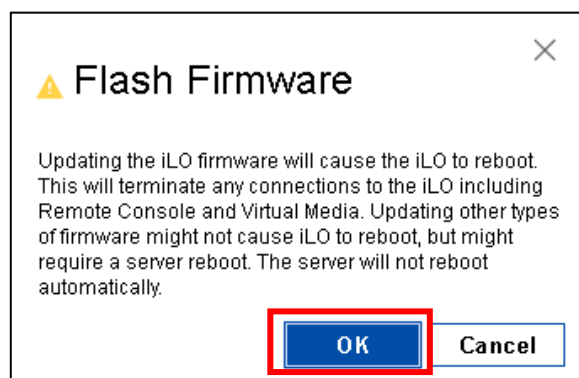 Flash Firmware
Updating the iLO firmware will cause the iLO to reboot.
This will terminate any connections to the iLO including
Remote Console and Virtual Media. Updating other types
of firmware might not cause iLO to reboot, but might
require a server reboot. The server will not reboot
automatically.
OK Cancel